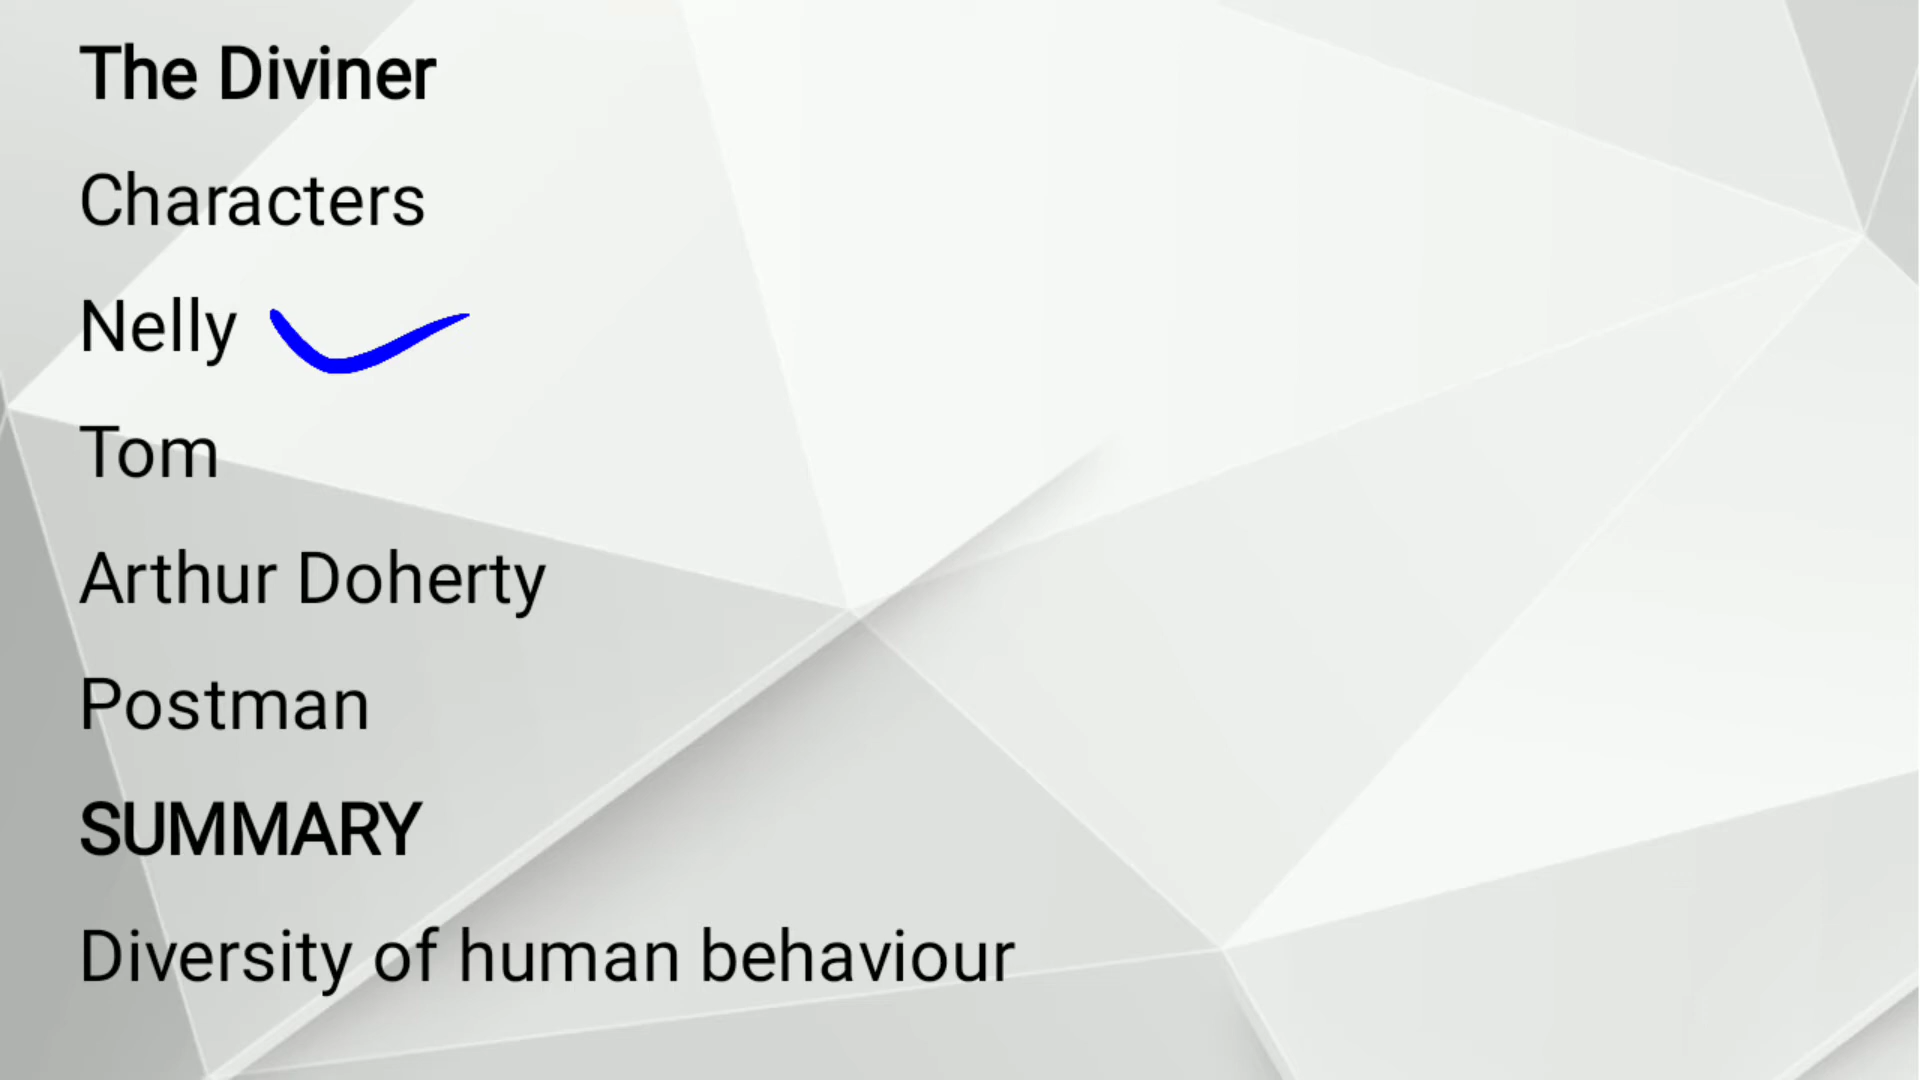 The Diviner
Characters
Nelly
Tom
Arthur Doherty
Postman
SUMMARY
Diversity of human behaviour